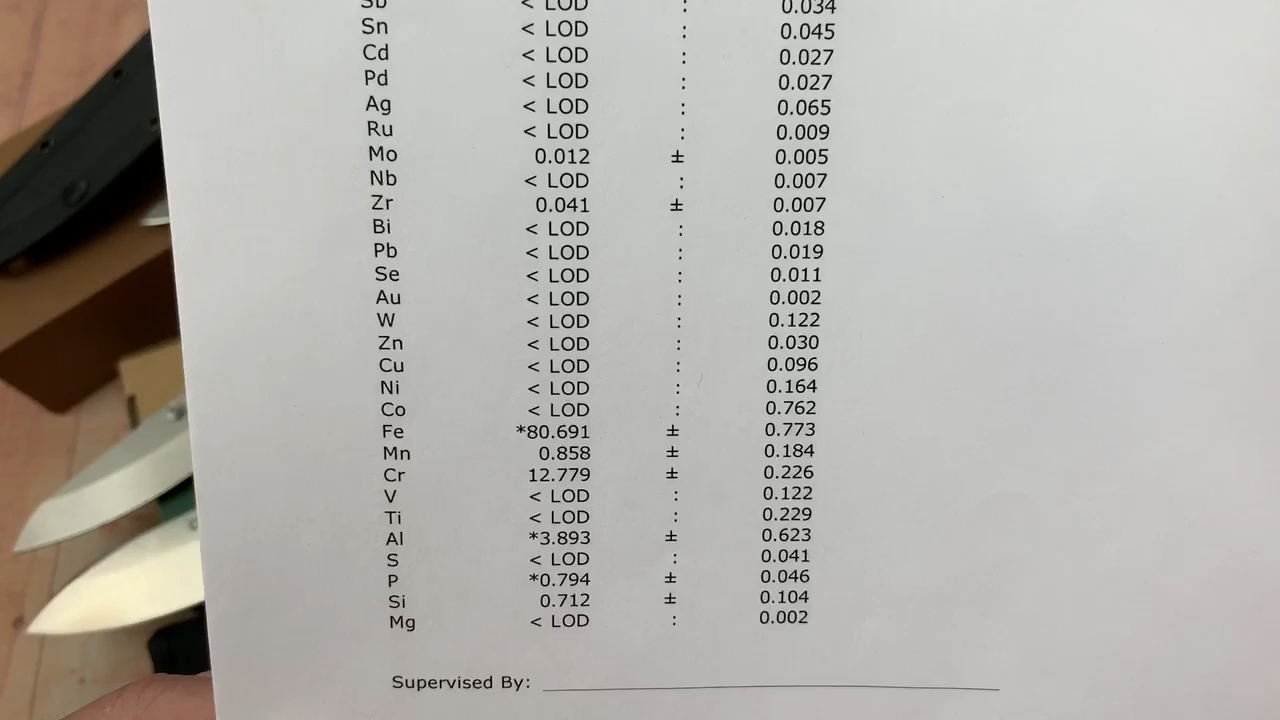 Sb < LOD : 0.034
Sn < LOD : 0.045
Cd < LOD : 0.027
Pd < LOD : 0.027
Ag < LOD : 0.065
Ru < LOD : 0.009
Mo 0.012 ± 0.005
Nb < LOD : 0.007
Zr 0.041 ± 0.007
Bi < LOD : 0.018
Pb < LOD : 0.019
Se < LOD : 0.011
Au < LOD : 0.002
W < LOD : 0.122
Zn < LOD : 0.030
Cu < LOD : 0.096
Ni < LOD : 0.164
Co < LOD : 0.762
Fe *80.691 ± 0.773
Mn 0.858 ± 0.184
Cr 12.779 ± 0.226
V < LOD : 0.122
Ti < LOD : 0.229
Al *3.893 ± 0.623
S < LOD : 0.041
P *0.794 ± 0.046
Si 0.712 ± 0.104
Mg < LOD : 0.002
Supervised By: